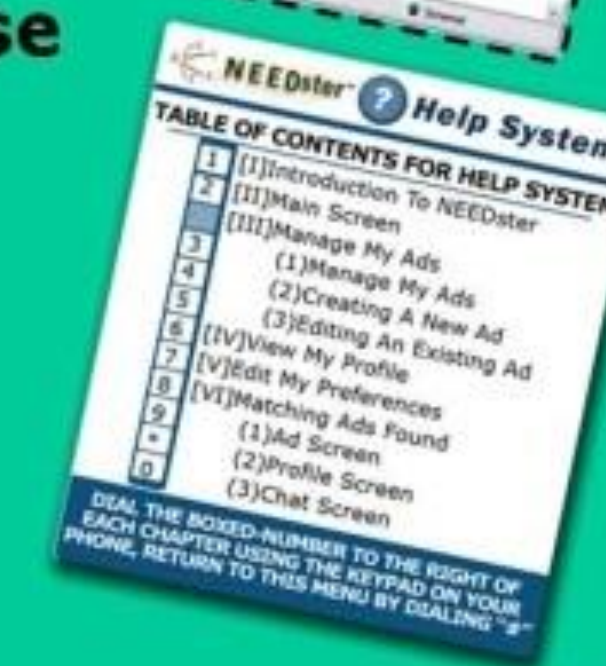 se
NEEDster™ ? Help System
TABLE OF CONTENTS FOR HELP SYSTEM
1 [I]Introduction To NEEDster
2 [II]Main Screen
[III]Manage My Ads
3 (1)Manage My Ads
4 (2)Creating A New Ad
5 (3)Editing An Existing Ad
6 [IV]View My Profile
7 [V]Edit My Preferences
8 [VI]Matching Ads Found
9 (1)Ad Screen
* (2)Profile Screen
0 (3)Chat Screen
DIAL THE BOXED-NUMBER TO THE RIGHT OF
EACH CHAPTER USING THE KEYPAD ON YOUR
PHONE, RETURN TO THIS MENU BY DIALING "#"